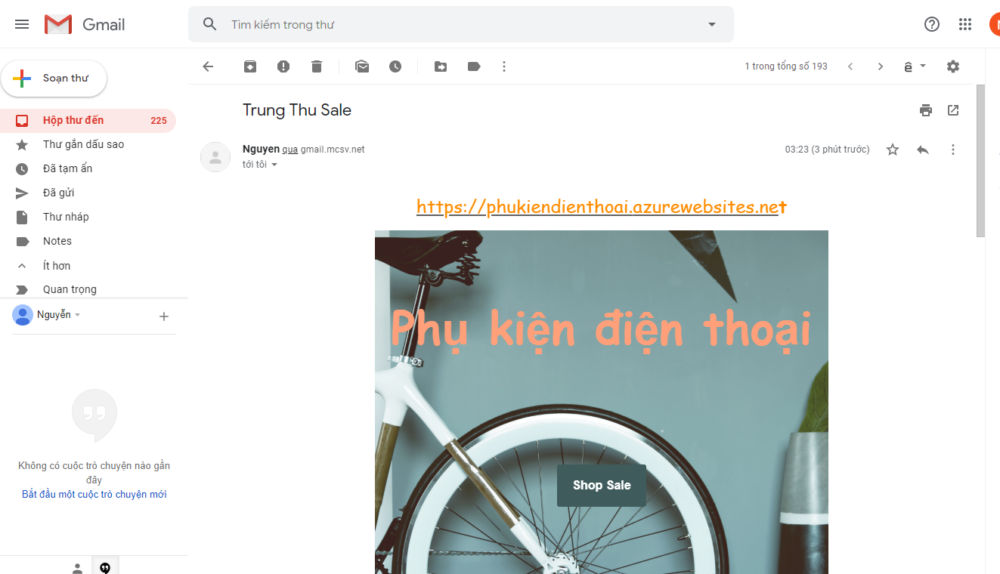 Gmail
Tìm kiếm trong thư
Soạn thư
1 trong tổng số 193
ê
Hộp thư đến 225
Thư gắn dấu sao
Đã tạm ẩn
Đã gửi
Thư nháp
Notes
Ít hơn
Quan trọng
Nguyễn
Không có cuộc trò chuyện nào gần
đây
Bắt đầu một cuộc trò chuyện mới
Trung Thu Sale
Nguyen qua gmail.mcsv.net
03:23 (3 phút trước)
tới tôi
https://phukiendienthoai.azurewebsites.net
Phụ kiện điện thoại
Shop Sale